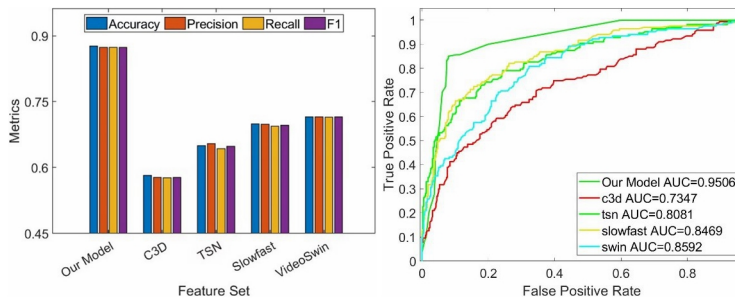 Accuracy Precision Recall F1
0.9
0.75
0.6
0.45
Metrics
Our Model
C3D
TSN
Slowfast
VideoSwin
Feature Set
1
0.9
0.8
0.7
0.6
0.5
0.4
0.3
0.2
0.1
0
True Positive Rate
Our Model AUC=0.9506
c3d AUC=0.7347
tsn AUC=0.8081
slowfast AUC=0.8469
swin AUC=0.8592
0 0.2 0.4 0.6 0.8
False Positive Rate